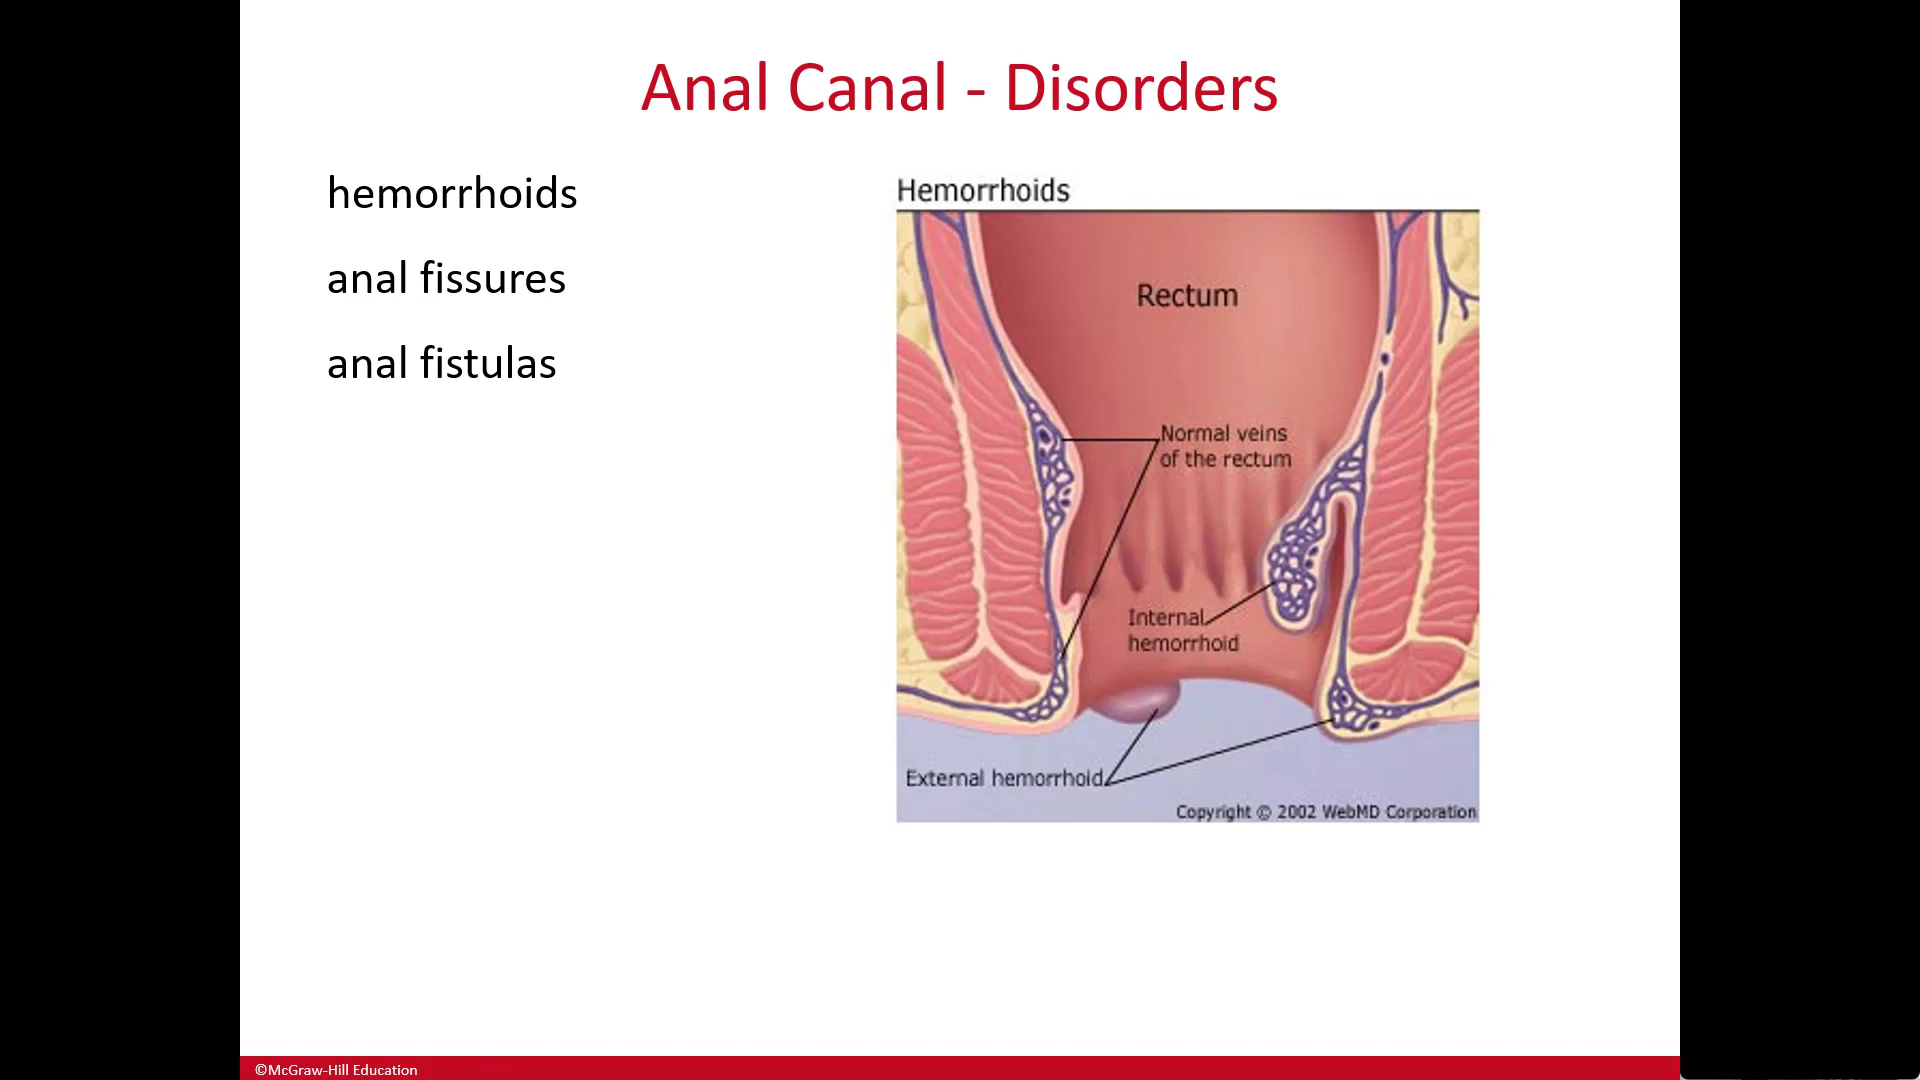 Anal Canal - Disorders
hemorrhoids
anal fissures
anal fistulas
Hemorrhoids
Rectum
Normal veins
of the rectum
Internal
hemorrhoid
External hemorrhoid
Copyright © 2002 WebMD Corporation
©McGraw-Hill Education